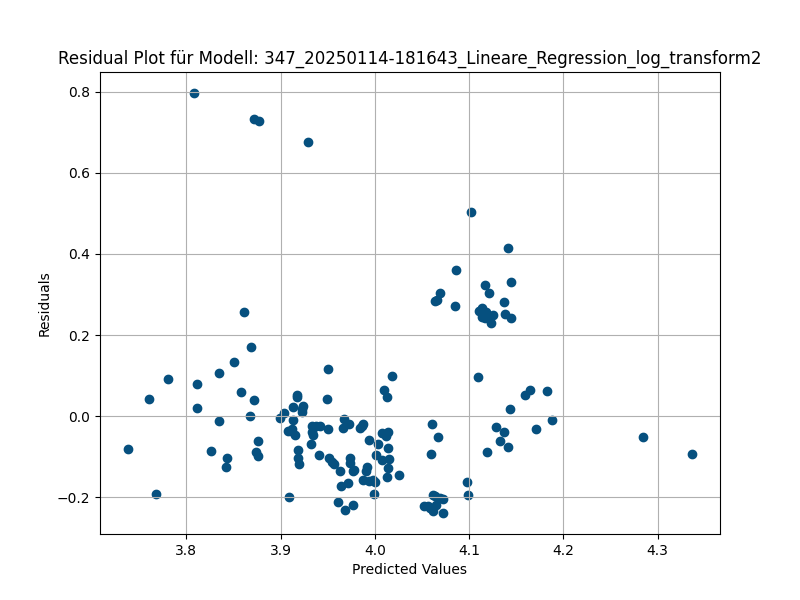 Residual Plot für Modell: 347_20250114-181643_Lineare_Regression_log_transform2
0.8
0.6
0.4
0.2
0.0
−0.2
Residuals
3.8 3.9 4.0 4.1 4.2 4.3
Predicted Values